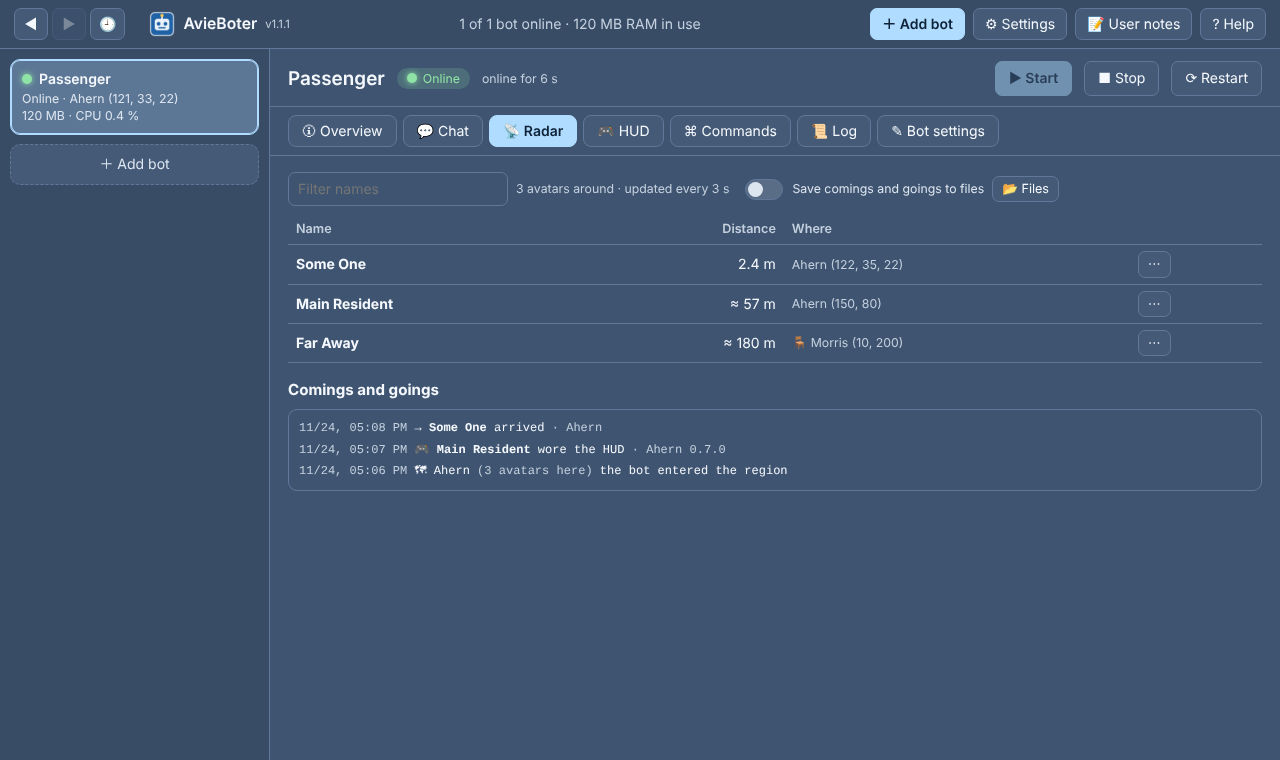 ◀ ▶ 🕘 AvieBoter v1.1.1 1 of 1 bot online · 120 MB RAM in use + Add bot ⚙ Settings 📝 User notes ? Help
Passenger
Online · Ahern (121, 33, 22)
120 MB · CPU 0.4 %
+ Add bot
Passenger Online online for 6 s ▶ Start ■ Stop ⟳ Restart
🛈 Overview 💬 Chat 📡 Radar 🎮 HUD ⌘ Commands 📜 Log ✎ Bot settings
Filter names 3 avatars around · updated every 3 s Save comings and goings to files 📂 Files
Name Distance Where
Some One 2.4 m Ahern (122, 35, 22) ···
Main Resident ≈ 57 m Ahern (150, 80) ···
Far Away ≈ 180 m 🪑 Morris (10, 200) ···
Comings and goings
11/24, 05:08 PM → Some One arrived · Ahern
11/24, 05:07 PM 🎮 Main Resident wore the HUD · Ahern 0.7.0
11/24, 05:06 PM 🗺 Ahern (3 avatars here) the bot entered the region